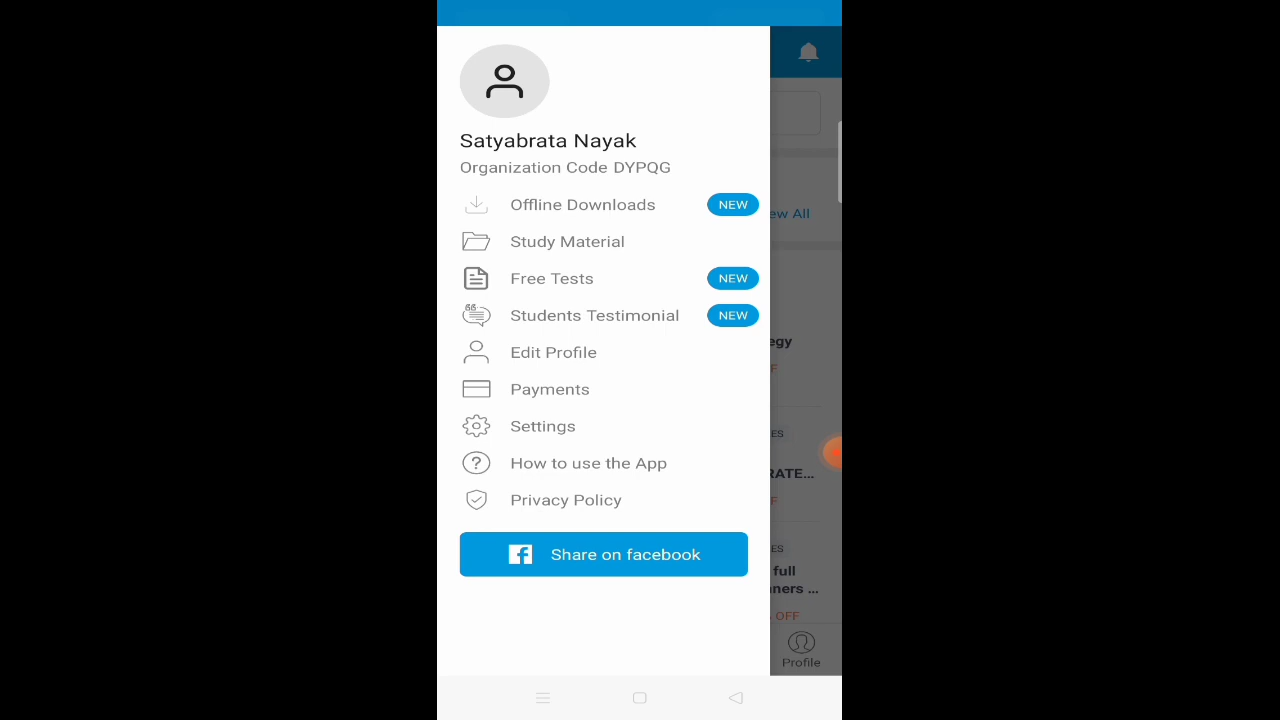 Satyabrata Nayak
Organization Code DYPQG
Offline Downloads NEW
Study Material
Free Tests NEW
Students Testimonial NEW
Edit Profile
Payments
Settings
How to use the App
Privacy Policy
Share on facebook
ew All
egy
F
ES
RATE...
F
ES
full
ners ...
OFF
Profile